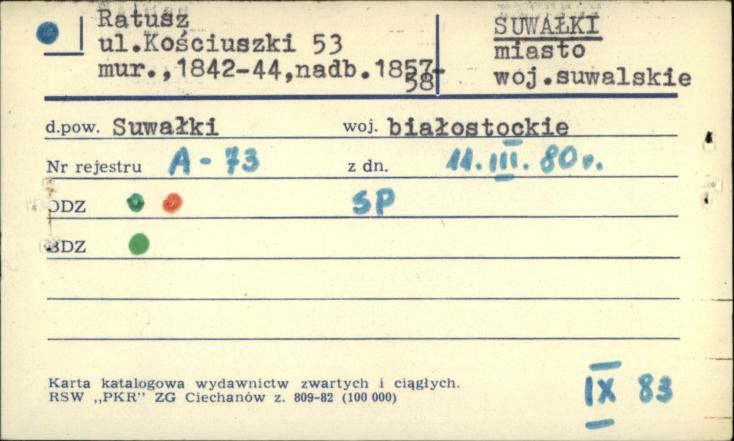 Ratusz
ul.Kościuszki 53
mur.,1842-44,nadb.1857-58
SUWAŁKI
miasto
woj.suwalskie
d.pow. Suwałki woj. białostockie
Nr rejestru A-73 z dn. 11.III.80r.
ODZ SP
BDZ
Karta katalogowa wydawnictw zwartych i ciągłych.
RSW „PKR" ZG Ciechanów z. 809-82 (100 000)
IX 83